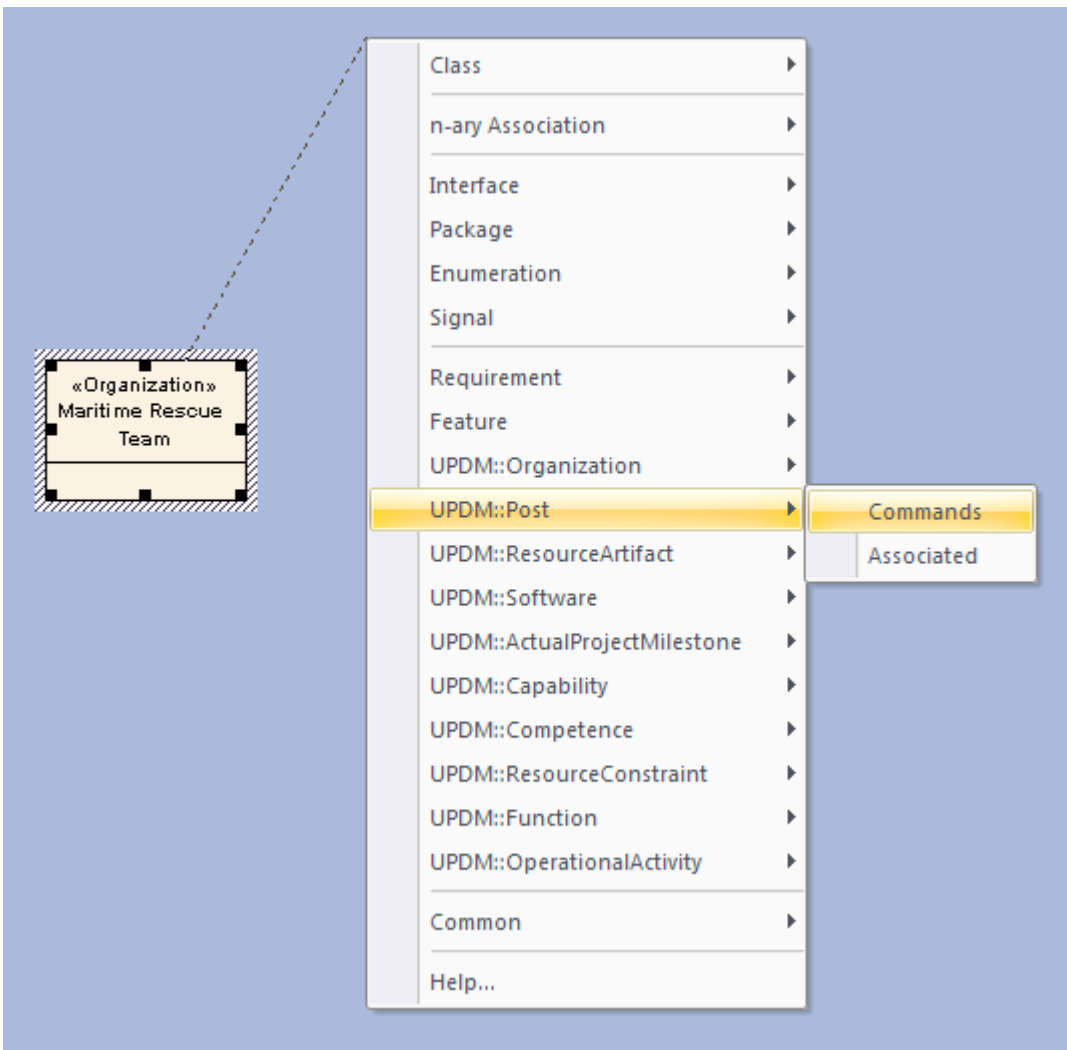 «Organization»
Maritime Rescue
Team
Class
n-ary Association
Interface
Package
Enumeration
Signal
Requirement
Feature
UPDM::Organization
UPDM::Post
Commands
Associated
UPDM::ResourceArtifact
UPDM::Software
UPDM::ActualProjectMilestone
UPDM::Capability
UPDM::Competence
UPDM::ResourceConstraint
UPDM::Function
UPDM::OperationalActivity
Common
Help...